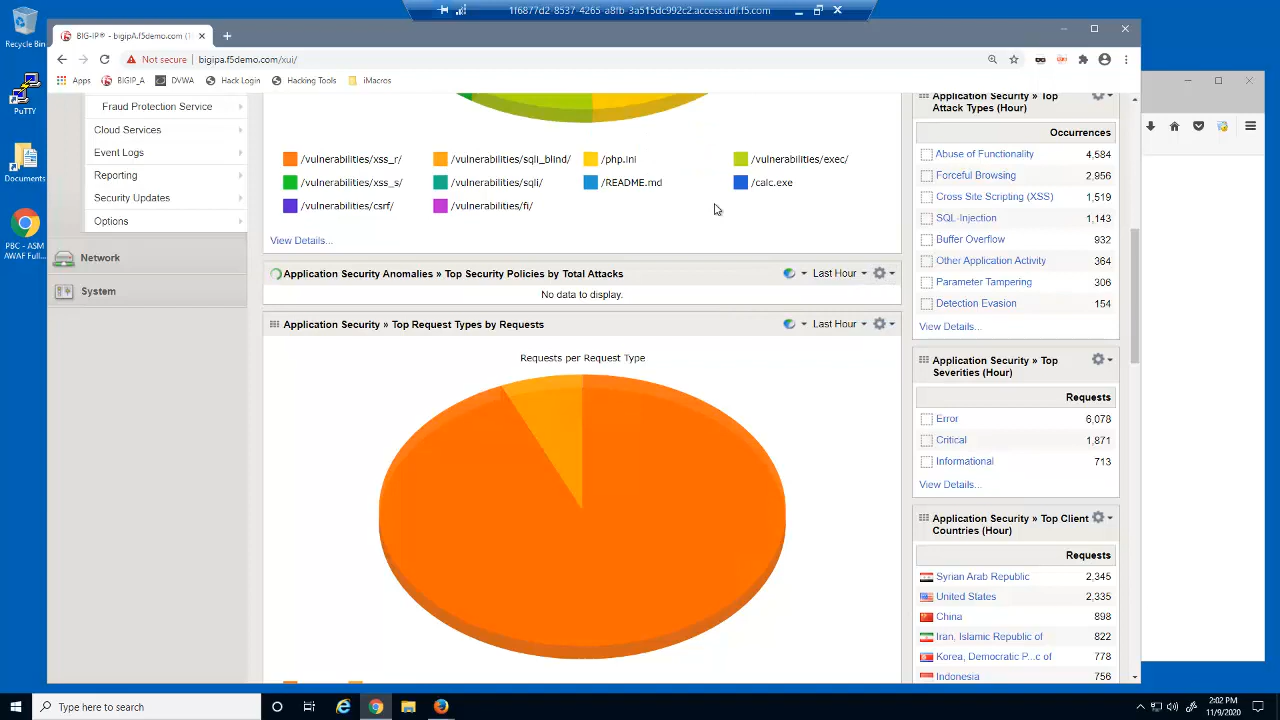 1f6877d2-8537-4265-a8fb-3a515dc992c2.access.udf.f5.com
Recycle Bin
BIG-IP® - bigipA.f5demo.com (1
Not secure
bigipa.f5demo.com/xui/
Apps
BIGIP_A
DVWA
Hack Login
Hacking Tools
iMacros
PuTTY
Documents
PBC - ASM
AWAF Full...
Fraud Protection Service
Cloud Services
Event Logs
Reporting
Security Updates
Options
Network
System
/vulnerabilities/xss_r/
/vulnerabilities/sqli_blind/
/php.ini
/vulnerabilities/exec/
/vulnerabilities/xss_s/
/vulnerabilities/sqli/
/README.md
/calc.exe
/vulnerabilities/csrf/
/vulnerabilities/fi/
View Details...
Application Security Anomalies » Top Security Policies by Total Attacks
Last Hour
No data to display.
Application Security » Top Request Types by Requests
Last Hour
Requests per Request Type
Application Security » Top
Attack Types (Hour)
Occurrences
Abuse of Functionality 4,584
Forceful Browsing 2,956
Cross Site Scripting (XSS) 1,519
SQL-Injection 1,143
Buffer Overflow 932
Other Application Activity 364
Parameter Tampering 306
Detection Evasion 154
View Details...
Application Security » Top
Severities (Hour)
Requests
Error 6,078
Critical 1,871
Informational 713
View Details...
Application Security » Top Client
Countries (Hour)
Requests
Syrian Arab Republic 2,345
United States 2,335
China 898
Iran, Islamic Republic of 822
Korea, Democratic P...c of 778
Indonesia 756
Type here to search
2:02 PM
11/9/2020